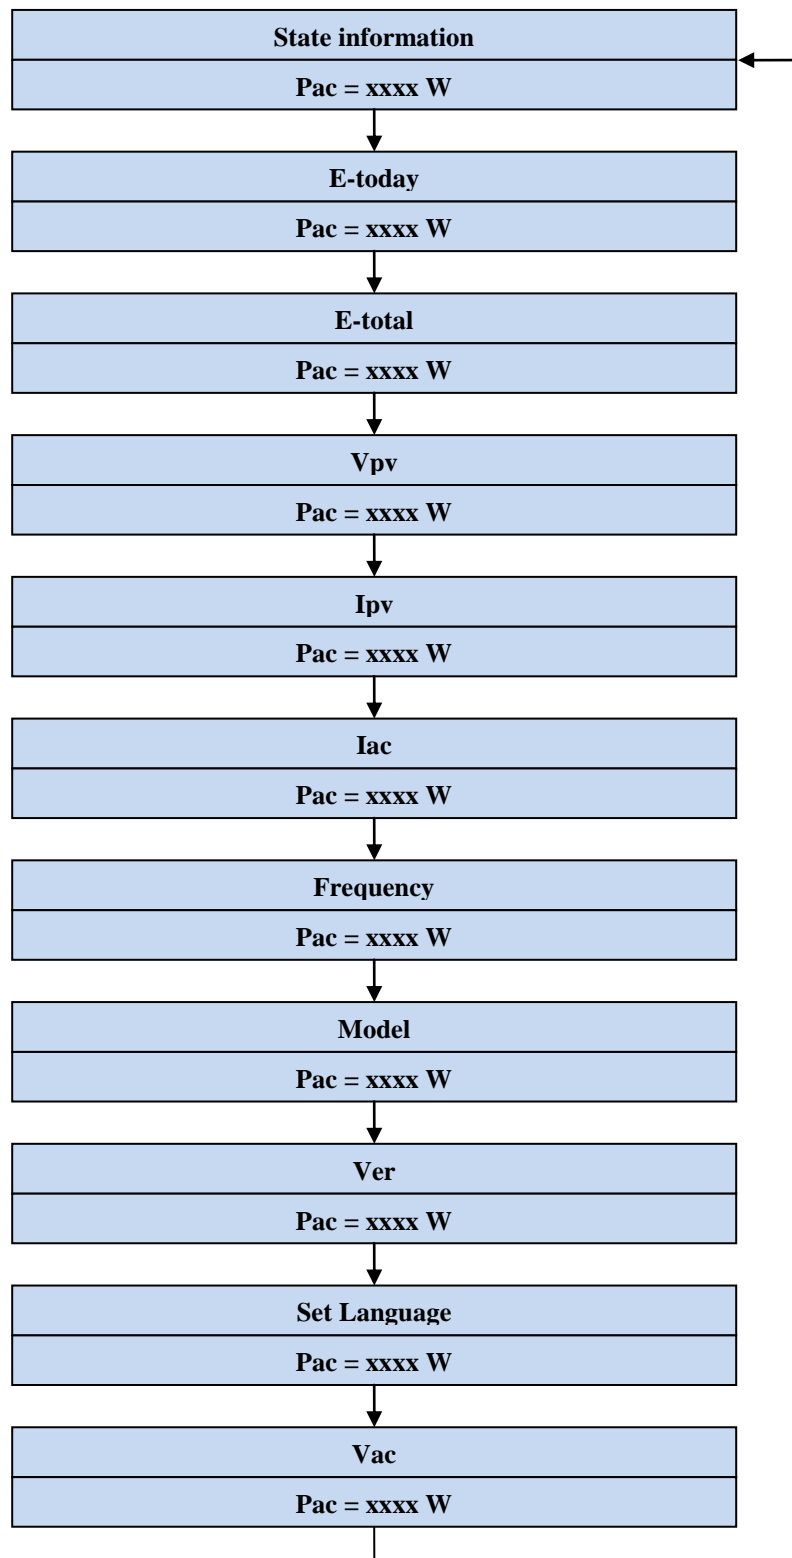 State information
Pac = xxxx W
E-today
Pac = xxxx W
E-total
Pac = xxxx W
Vpv
Pac = xxxx W
Ipv
Pac = xxxx W
Iac
Pac = xxxx W
Frequency
Pac = xxxx W
Model
Pac = xxxx W
Ver
Pac = xxxx W
Set Language
Pac = xxxx W
Vac
Pac = xxxx W